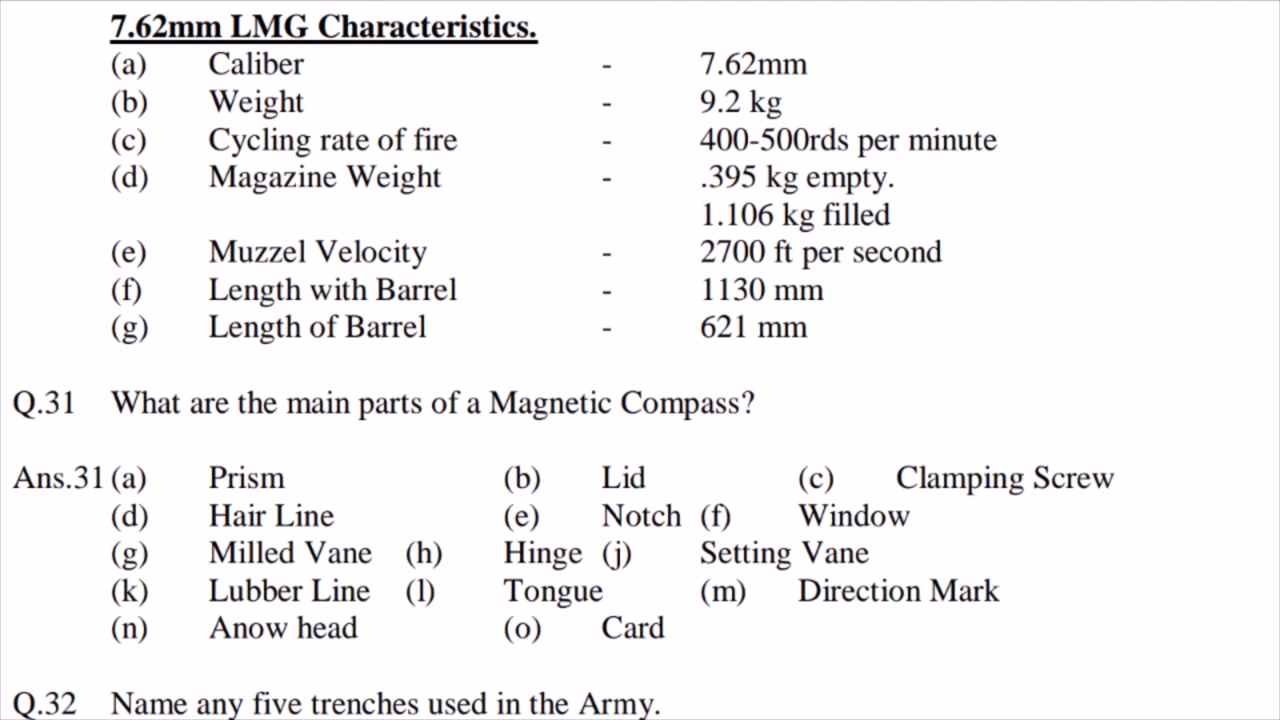 7.62mm LMG Characteristics.
(a) Caliber - 7.62mm
(b) Weight - 9.2 kg
(c) Cycling rate of fire - 400-500rds per minute
(d) Magazine Weight - .395 kg empty.
1.106 kg filled
(e) Muzzel Velocity - 2700 ft per second
(f) Length with Barrel - 1130 mm
(g) Length of Barrel - 621 mm
Q.31 What are the main parts of a Magnetic Compass?
Ans.31 (a) Prism (b) Lid (c) Clamping Screw
(d) Hair Line (e) Notch (f) Window
(g) Milled Vane (h) Hinge (j) Setting Vane
(k) Lubber Line (l) Tongue (m) Direction Mark
(n) Anow head (o) Card
Q.32 Name any five trenches used in the Army.